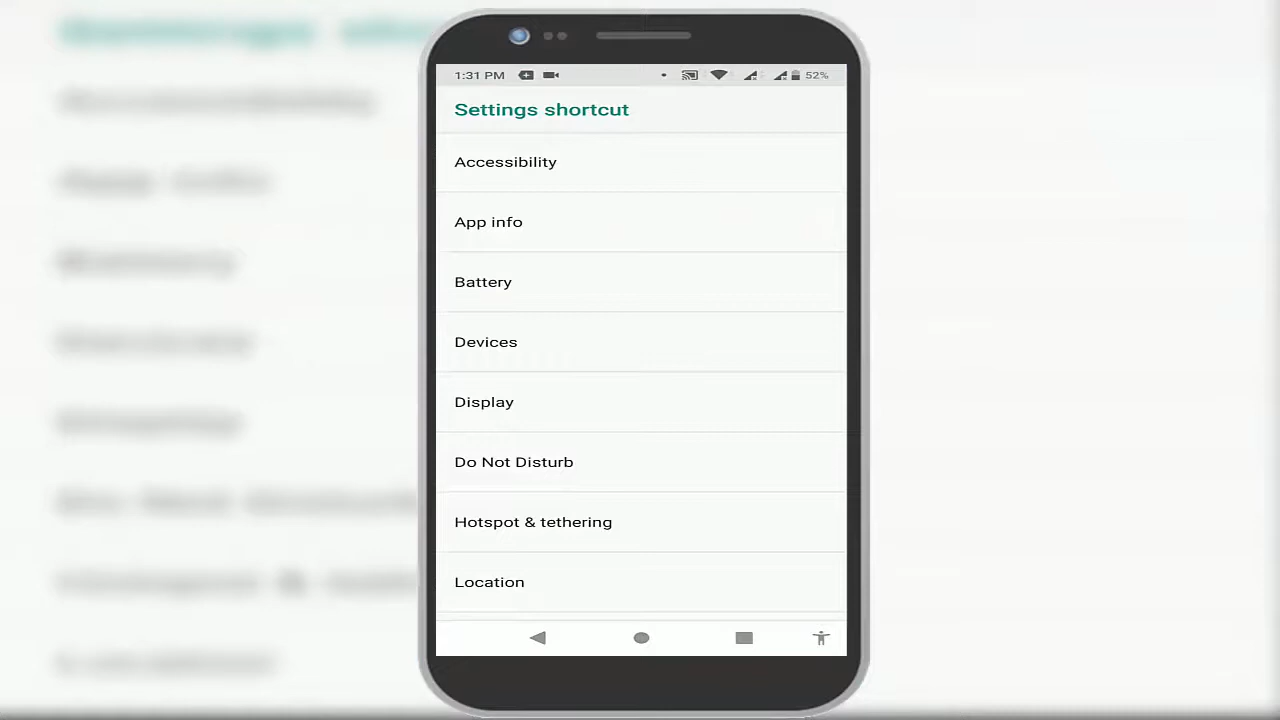 1:31 PM 52%
Settings shortcut
Accessibility
App info
Battery
Devices
Display
Do Not Disturb
Hotspot & tethering
Location